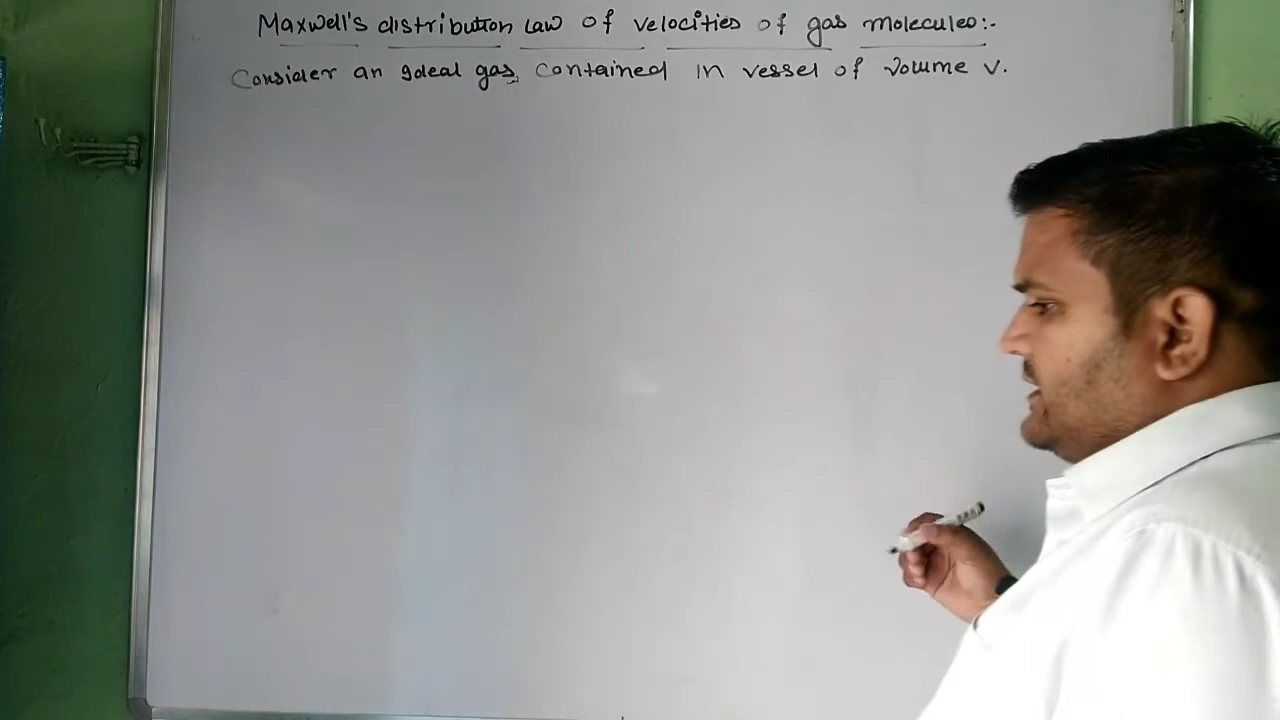 Maxwell's distribution law of velocities of gas molecules:-
Consider an Ideal gas, contained in vessel of volume v.